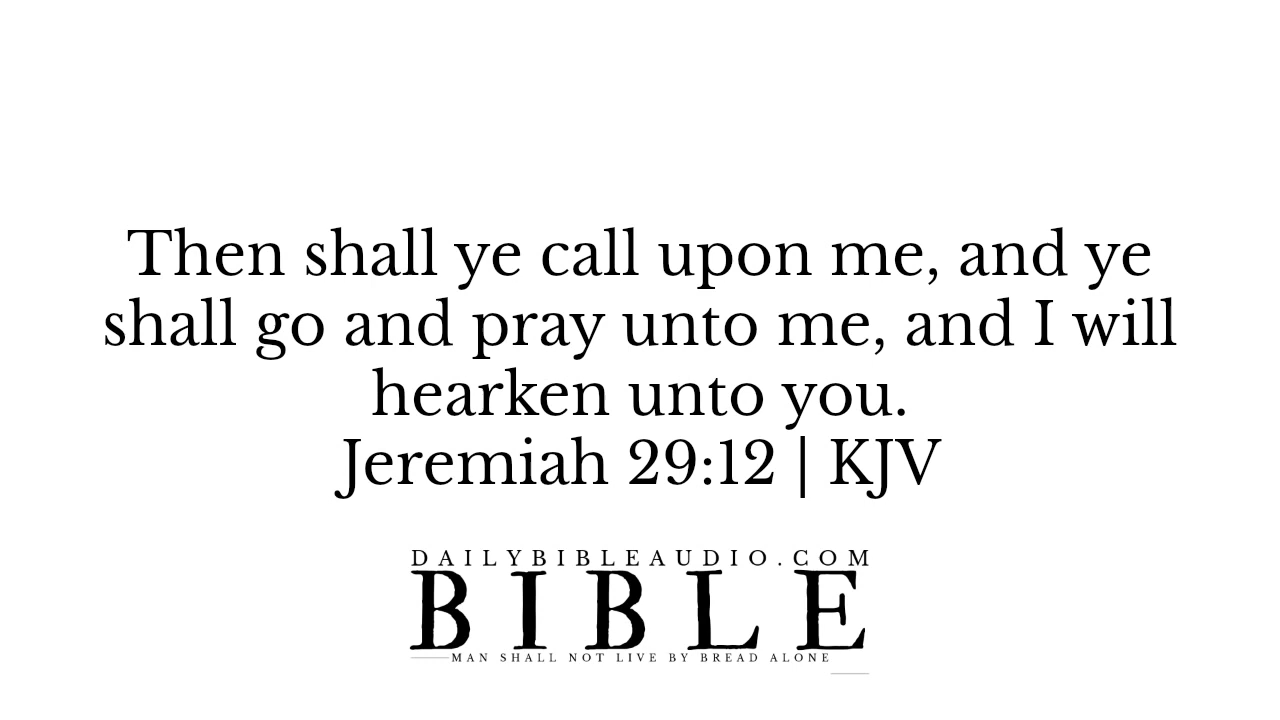 Then shall ye call upon me, and ye
shall go and pray unto me, and I will
hearken unto you.
Jeremiah 29:12 | KJV
DAILYBIBLEAUDIO.COM
BIBLE
MAN SHALL NOT LIVE BY BREAD ALONE